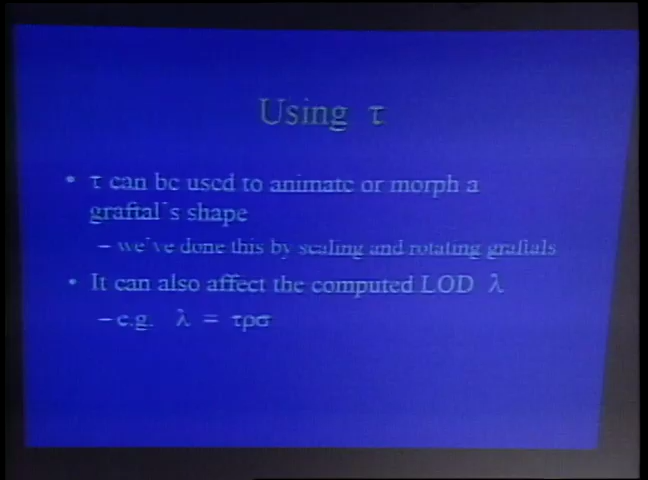 Using τ
• τ can be used to animate or morph a
graftal's shape
– we've done this by scaling and rotating graftals
• It can also affect the computed LOD λ
– e.g. λ = τρσ